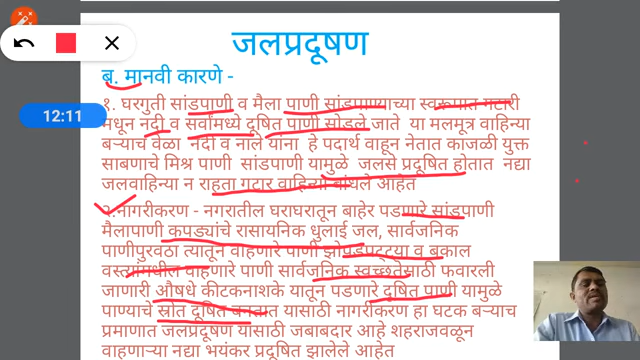 जलप्रदूषण
ब. मानवी कारणे -
१. घरगुती सांडपाणी व मैला पाणी सांडपाण्याच्या स्वरूपात गटारी
मधून नदी व सर्वांमध्ये दूषित पाणी सोडले जाते या मलमूत्र वाहिन्या
बऱ्याच वेळा नदी व नाले यांना हे पदार्थ वाहून नेतात काजळी युक्त
साबणाचे मिश्र पाणी सांडपाणी यामुळे जलसे प्रदूषित होतात नद्या
जलवाहिन्या न राहता गटार वाहिन्या बांधले आहेत
२.नागरीकरण - नगरातील घराघरातून बाहेर पडणारे सांडपाणी
मैलापाणी कपड्यांचे रासायनिक धुलाई जल, सार्वजनिक
पाणीपुरवठा त्यातून वाहणारे पाणी झोपडपट्ट्या व बकाल
वस्त्यांमधील वाहणारे पाणी सार्वजनिक स्वच्छतेसाठी फवारली
जाणारी औषधे कीटकनाशके यातून पडणारे दूषित पाणी यामुळे
पाण्याचे स्रोत दूषित बनतात यासाठी नागरीकरण हा घटक बऱ्याच
प्रमाणात जलप्रदूषण यासाठी जबाबदार आहे शहराजवळून
वाहणाऱ्या नद्या भयंकर प्रदूषित झालेले आहेत
12:11